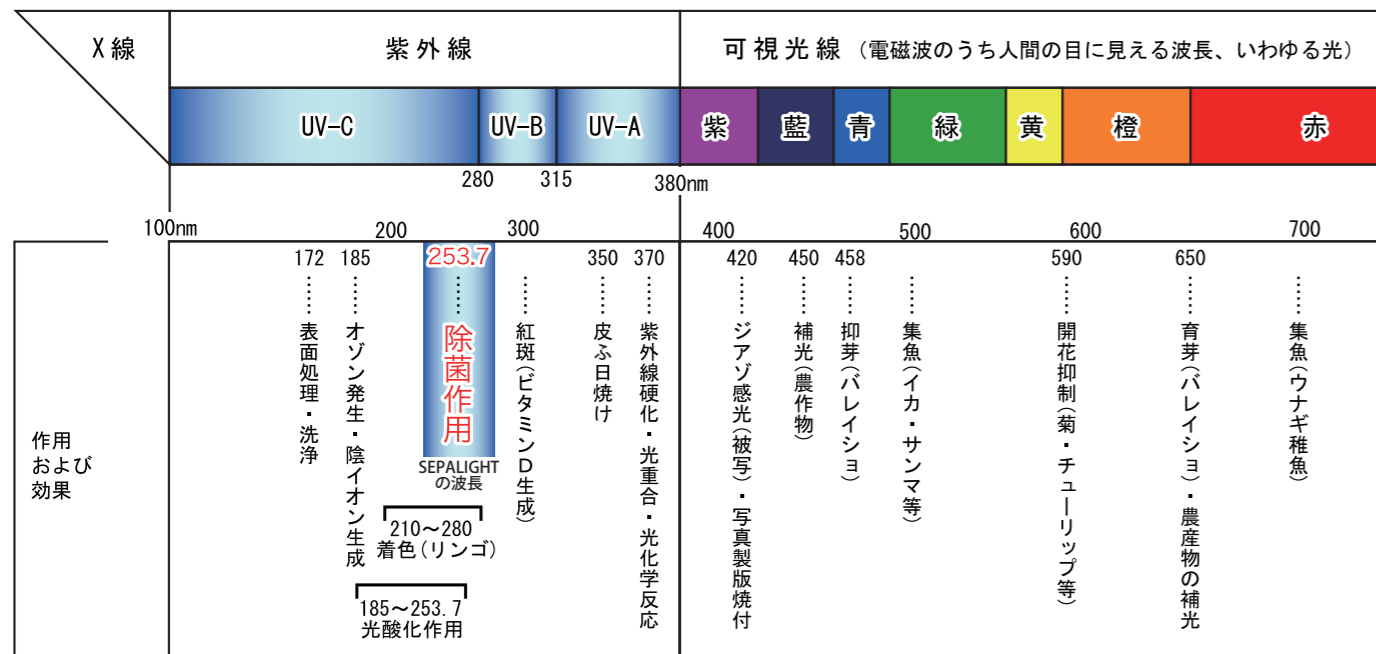 X線
紫外線
可視光線 (電磁波のうち人間の目に見える波長、いわゆる光)
UV-C
UV-B
UV-A
紫
藍
青
緑
黄
橙
赤
280
315
380nm
100nm
200
300
400
500
600
700
作用
および
効果
172
表面処理・洗浄
185
オゾン発生・陰イオン生成
253.7
除菌作用
SEPALIGHT
の波長
210〜280
着色(リンゴ)
185〜253.7
光酸化作用
紅斑(ビタミンD生成)
350
皮ふ日焼け
370
紫外線硬化・光重合・光化学反応
420
ジアゾ感光(被写)・写真製版焼付
450
補光(農作物)
458
抑芽(バレイショ)
集魚(イカ・サンマ等)
590
開花抑制(菊・チューリップ等)
650
育芽(バレイショ)・農産物の補光
集魚(ウナギ稚魚)